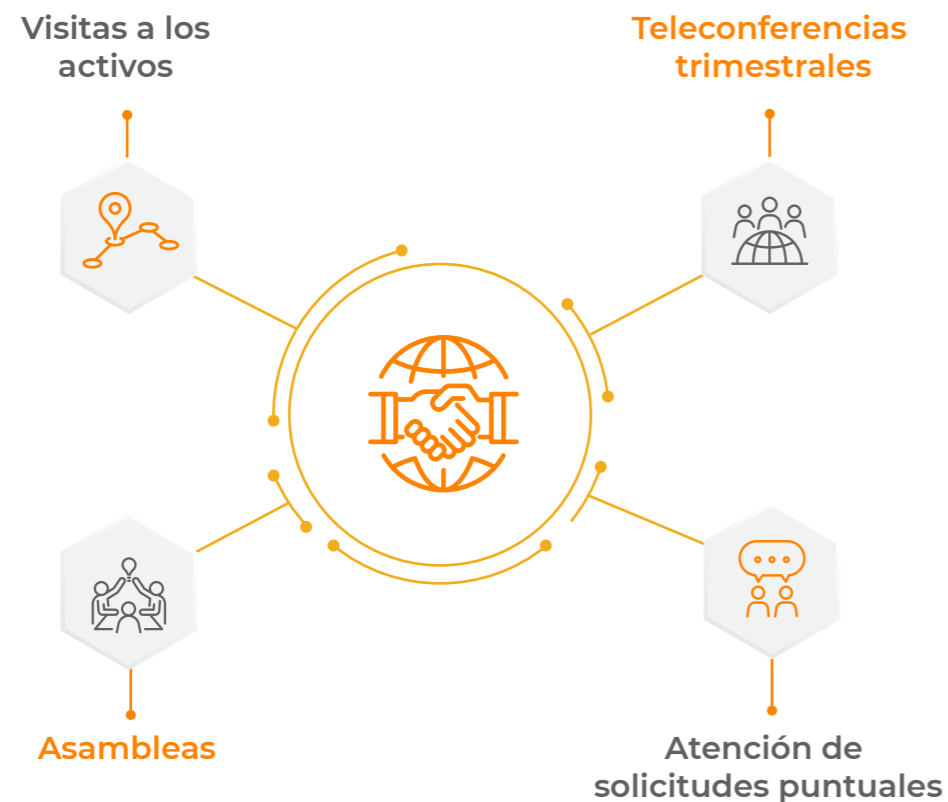 Visitas a los
activos
Teleconferencias
trimestrales
Asambleas
Atención de
solicitudes puntuales